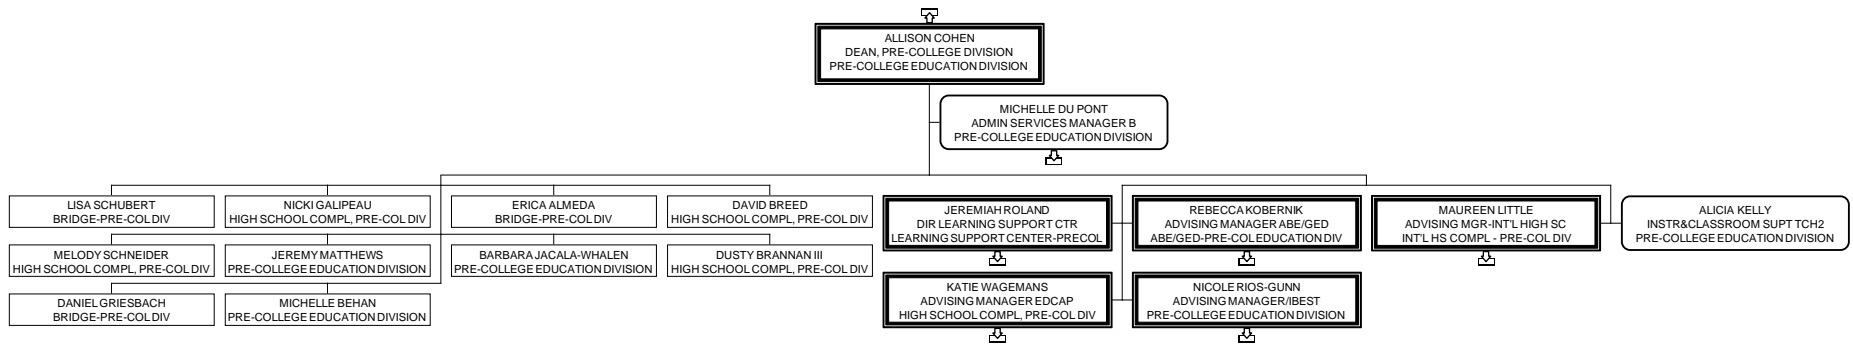 ALLISON COHEN
DEAN, PRE-COLLEGE DIVISION
PRE-COLLEGE EDUCATION DIVISION
MICHELLE DU PONT
ADMIN SERVICES MANAGER B
PRE-COLLEGE EDUCATION DIVISION
LISA SCHUBERT
BRIDGE-PRE-COL DIV
NICKI GALIPEAU
HIGH SCHOOL COMPL, PRE-COL DIV
ERICA ALMEDA
BRIDGE-PRE-COL DIV
DAVID BREED
HIGH SCHOOL COMPL, PRE-COL DIV
JEREMIAH ROLAND
DIR LEARNING SUPPORT CTR
LEARNING SUPPORT CENTER-PRECOL
REBECCA KOBERNIK
ADVISING MANAGER ABE/GED
ABE/GED-PRE-COL EDUCATION DIV
MAUREEN LITTLE
ADVISING MGR-INT'L HIGH SC
INT'L HS COMPL - PRE-COL DIV
ALICIA KELLY
INSTR&CLASSROOM SUPT TCH2
PRE-COLLEGE EDUCATION DIVISION
MELODY SCHNEIDER
HIGH SCHOOL COMPL, PRE-COL DIV
JEREMY MATTHEWS
PRE-COLLEGE EDUCATION DIVISION
BARBARA JACALA-WHALEN
PRE-COLLEGE EDUCATION DIVISION
DUSTY BRANNAN III
HIGH SCHOOL COMPL, PRE-COL DIV
KATIE WAGEMANS
ADVISING MANAGER EDCAP
HIGH SCHOOL COMPL, PRE-COL DIV
NICOLE RIOS-GUNN
ADVISING MANAGER/IBEST
PRE-COLLEGE EDUCATION DIVISION
DANIEL GRIESBACH
BRIDGE-PRE-COL DIV
MICHELLE BEHAN
PRE-COLLEGE EDUCATION DIVISION